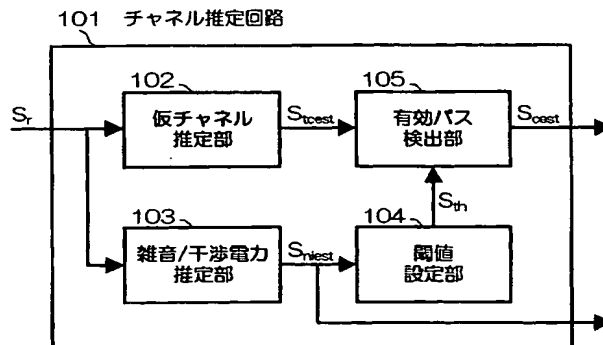 101 チャネル推定回路
102
105
Sr
仮チャネル
推定部
Stcest
有効パス
検出部
Scest
Sth
103
104
雑音/干渉電力
推定部
Sniest
閾値
設定部